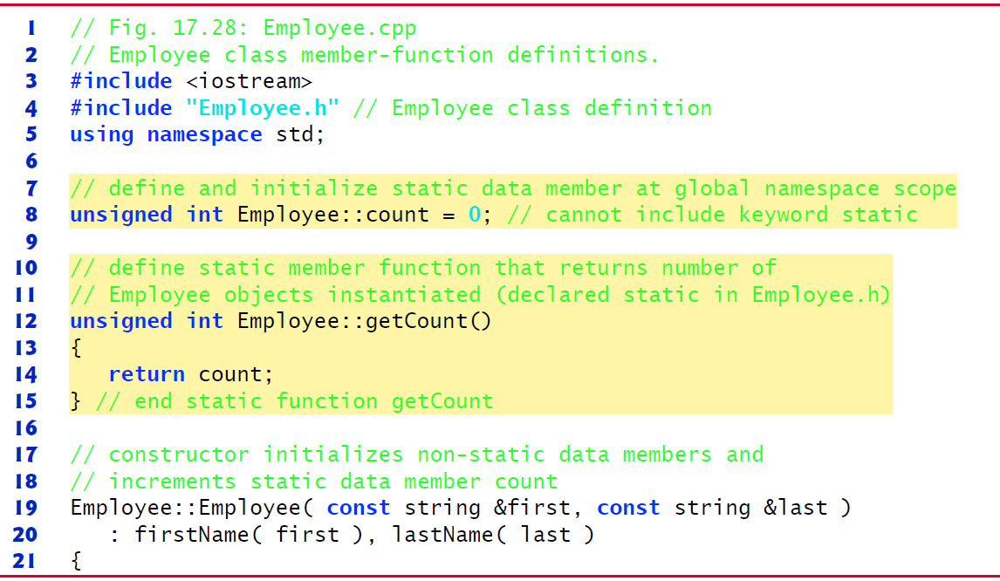 1 // Fig. 17.28: Employee.cpp
2 // Employee class member-function definitions.
3 #include <iostream>
4 #include "Employee.h" // Employee class definition
5 using namespace std;
6
7 // define and initialize static data member at global namespace scope
8 unsigned int Employee::count = 0; // cannot include keyword static
9
10 // define static member function that returns number of
11 // Employee objects instantiated (declared static in Employee.h)
12 unsigned int Employee::getCount()
13 {
14    return count;
15 } // end static function getCount
16
17 // constructor initializes non-static data members and
18 // increments static data member count
19 Employee::Employee( const string &first, const string &last )
20    : firstName( first ), lastName( last )
21 {